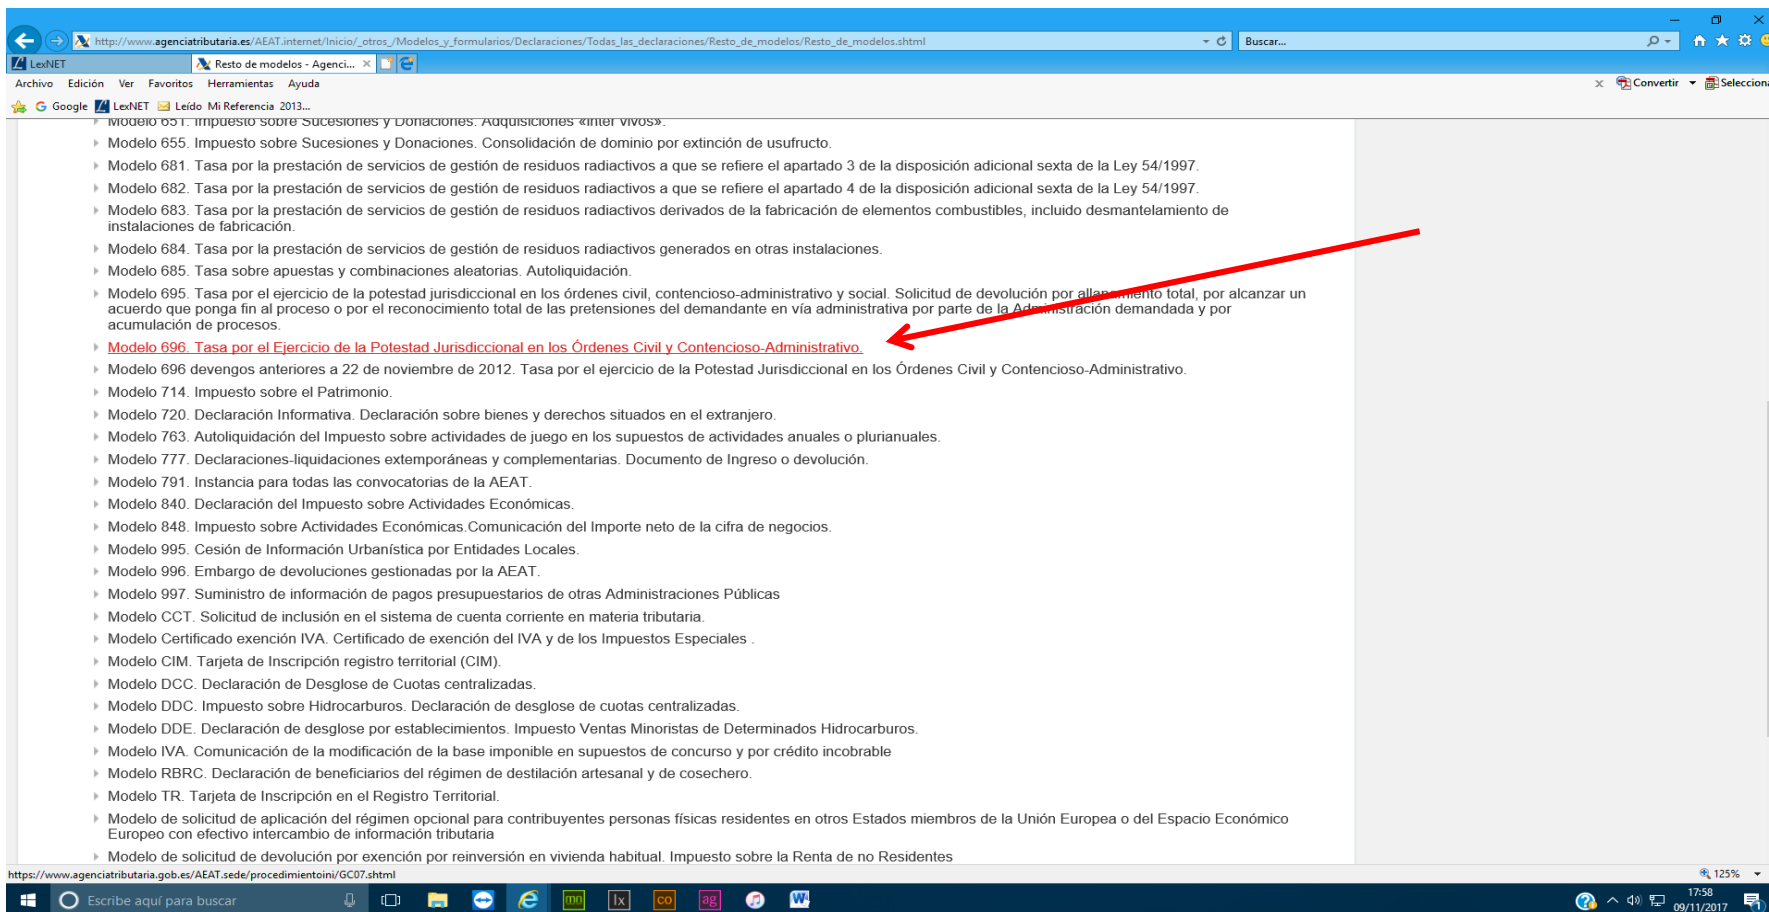 http://www.agenciatributaria.es/AEAT.internet/Inicio/_otros_/Modelos_y_formularios/Declaraciones/Todas_las_declaraciones/Resto_de_modelos/Resto_de_modelos.shtml
Buscar...
LexNET
Resto de modelos - Agenci...
Archivo Edición Ver Favoritos Herramientas Ayuda
Convertir
Selecciona
Google LexNET Leído Mi Referencia 2013...
Modelo 651. Impuesto sobre Sucesiones y Donaciones. Adquisiciones «inter vivos».
Modelo 655. Impuesto sobre Sucesiones y Donaciones. Consolidación de dominio por extinción de usufructo.
Modelo 681. Tasa por la prestación de servicios de gestión de residuos radiactivos a que se refiere el apartado 3 de la disposición adicional sexta de la Ley 54/1997.
Modelo 682. Tasa por la prestación de servicios de gestión de residuos radiactivos a que se refiere el apartado 4 de la disposición adicional sexta de la Ley 54/1997.
Modelo 683. Tasa por la prestación de servicios de gestión de residuos radiactivos derivados de la fabricación de elementos combustibles, incluido desmantelamiento de
instalaciones de fabricación.
Modelo 684. Tasa por la prestación de servicios de gestión de residuos radiactivos generados en otras instalaciones.
Modelo 685. Tasa sobre apuestas y combinaciones aleatorias. Autoliquidación.
Modelo 695. Tasa por el ejercicio de la potestad jurisdiccional en los órdenes civil, contencioso-administrativo y social. Solicitud de devolución por allanamiento total, por alcanzar un
acuerdo que ponga fin al proceso o por el reconocimiento total de las pretensiones del demandante en vía administrativa por parte de la Administración demandada y por
acumulación de procesos.
Modelo 696. Tasa por el Ejercicio de la Potestad Jurisdiccional en los Órdenes Civil y Contencioso-Administrativo.
Modelo 696 devengos anteriores a 22 de noviembre de 2012. Tasa por el ejercicio de la Potestad Jurisdiccional en los Órdenes Civil y Contencioso-Administrativo.
Modelo 714. Impuesto sobre el Patrimonio.
Modelo 720. Declaración Informativa. Declaración sobre bienes y derechos situados en el extranjero.
Modelo 763. Autoliquidación del Impuesto sobre actividades de juego en los supuestos de actividades anuales o plurianuales.
Modelo 777. Declaraciones-liquidaciones extemporáneas y complementarias. Documento de Ingreso o devolución.
Modelo 791. Instancia para todas las convocatorias de la AEAT.
Modelo 840. Declaración del Impuesto sobre Actividades Económicas.
Modelo 848. Impuesto sobre Actividades Económicas.Comunicación del Importe neto de la cifra de negocios.
Modelo 995. Cesión de Información Urbanística por Entidades Locales.
Modelo 996. Embargo de devoluciones gestionadas por la AEAT.
Modelo 997. Suministro de información de pagos presupuestarios de otras Administraciones Públicas
Modelo CCT. Solicitud de inclusión en el sistema de cuenta corriente en materia tributaria.
Modelo Certificado exención IVA. Certificado de exención del IVA y de los Impuestos Especiales .
Modelo CIM. Tarjeta de Inscripción registro territorial (CIM).
Modelo DCC. Declaración de Desglose de Cuotas centralizadas.
Modelo DDC. Impuesto sobre Hidrocarburos. Declaración de desglose de cuotas centralizadas.
Modelo DDE. Declaración de desglose por establecimientos. Impuesto Ventas Minoristas de Determinados Hidrocarburos.
Modelo IVA. Comunicación de la modificación de la base imponible en supuestos de concurso y por crédito incobrable
Modelo RBRC. Declaración de beneficiarios del régimen de destilación artesanal y de cosechero.
Modelo TR. Tarjeta de Inscripción en el Registro Territorial.
Modelo de solicitud de aplicación del régimen opcional para contribuyentes personas físicas residentes en otros Estados miembros de la Unión Europea o del Espacio Económico
Europeo con efectivo intercambio de información tributaria
Modelo de solicitud de devolución por exención por reinversión en vivienda habitual. Impuesto sobre la Renta de no Residentes
https://www.agenciatributaria.gob.es/AEAT.sede/procedimientoini/GC07.shtml
125%
Escribe aquí para buscar
mo
lx
co
ag
17:58
09/11/2017